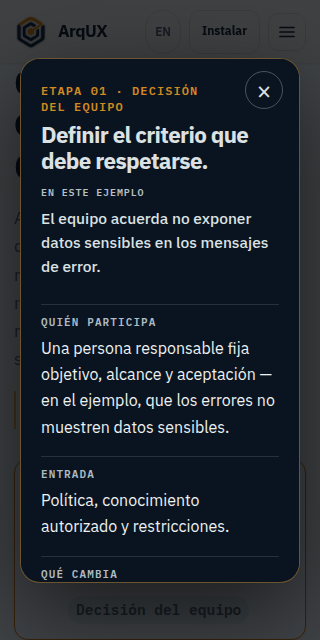 ArqUX
EN
Instalar
ETAPA 01 · DECISIÓN
DEL EQUIPO
Definir el criterio que
debe respetarse.
EN ESTE EJEMPLO
El equipo acuerda no exponer
datos sensibles en los mensajes
de error.
QUIÉN PARTICIPA
Una persona responsable fija
objetivo, alcance y aceptación —
en el ejemplo, que los errores no
muestren datos sensibles.
ENTRADA
Política, conocimiento
autorizado y restricciones.
QUÉ CAMBIA
Decisión del equipo